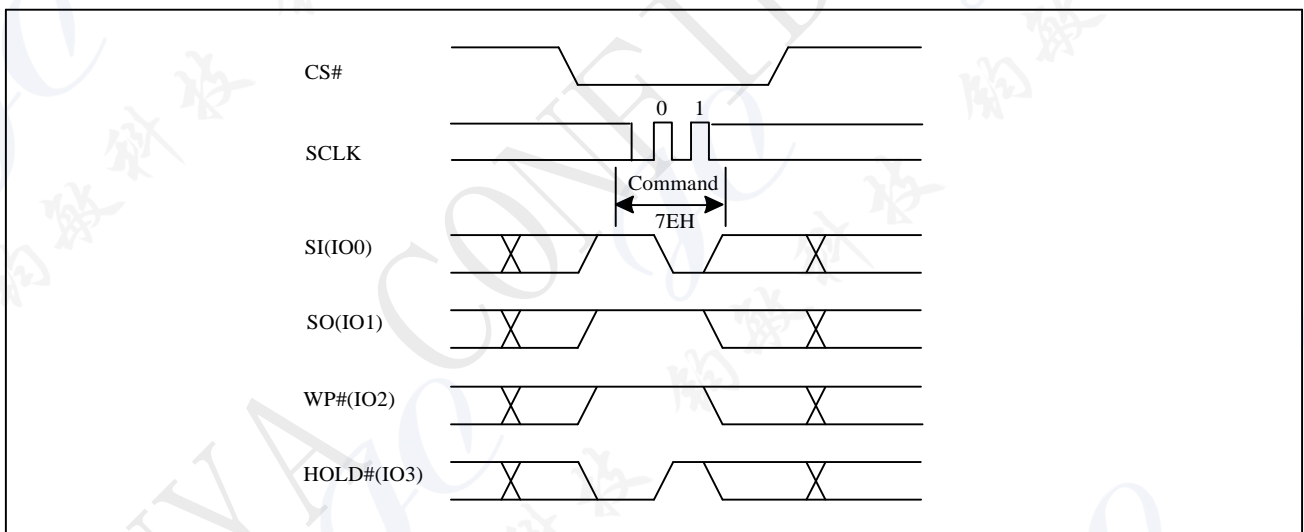 CS#
0 1
SCLK
Command
7EH
SI(IO0)
SO(IO1)
WP#(IO2)
HOLD#(IO3)